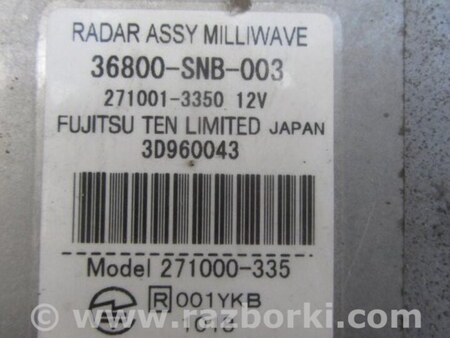 RADAR ASSY MILLIWAVE
36800-SNB-003
271001-3350 12V
FUJITSU TEN LIMITED JAPAN
3D960043
Model 271000-335
R 001YKB
© www.razborki.com